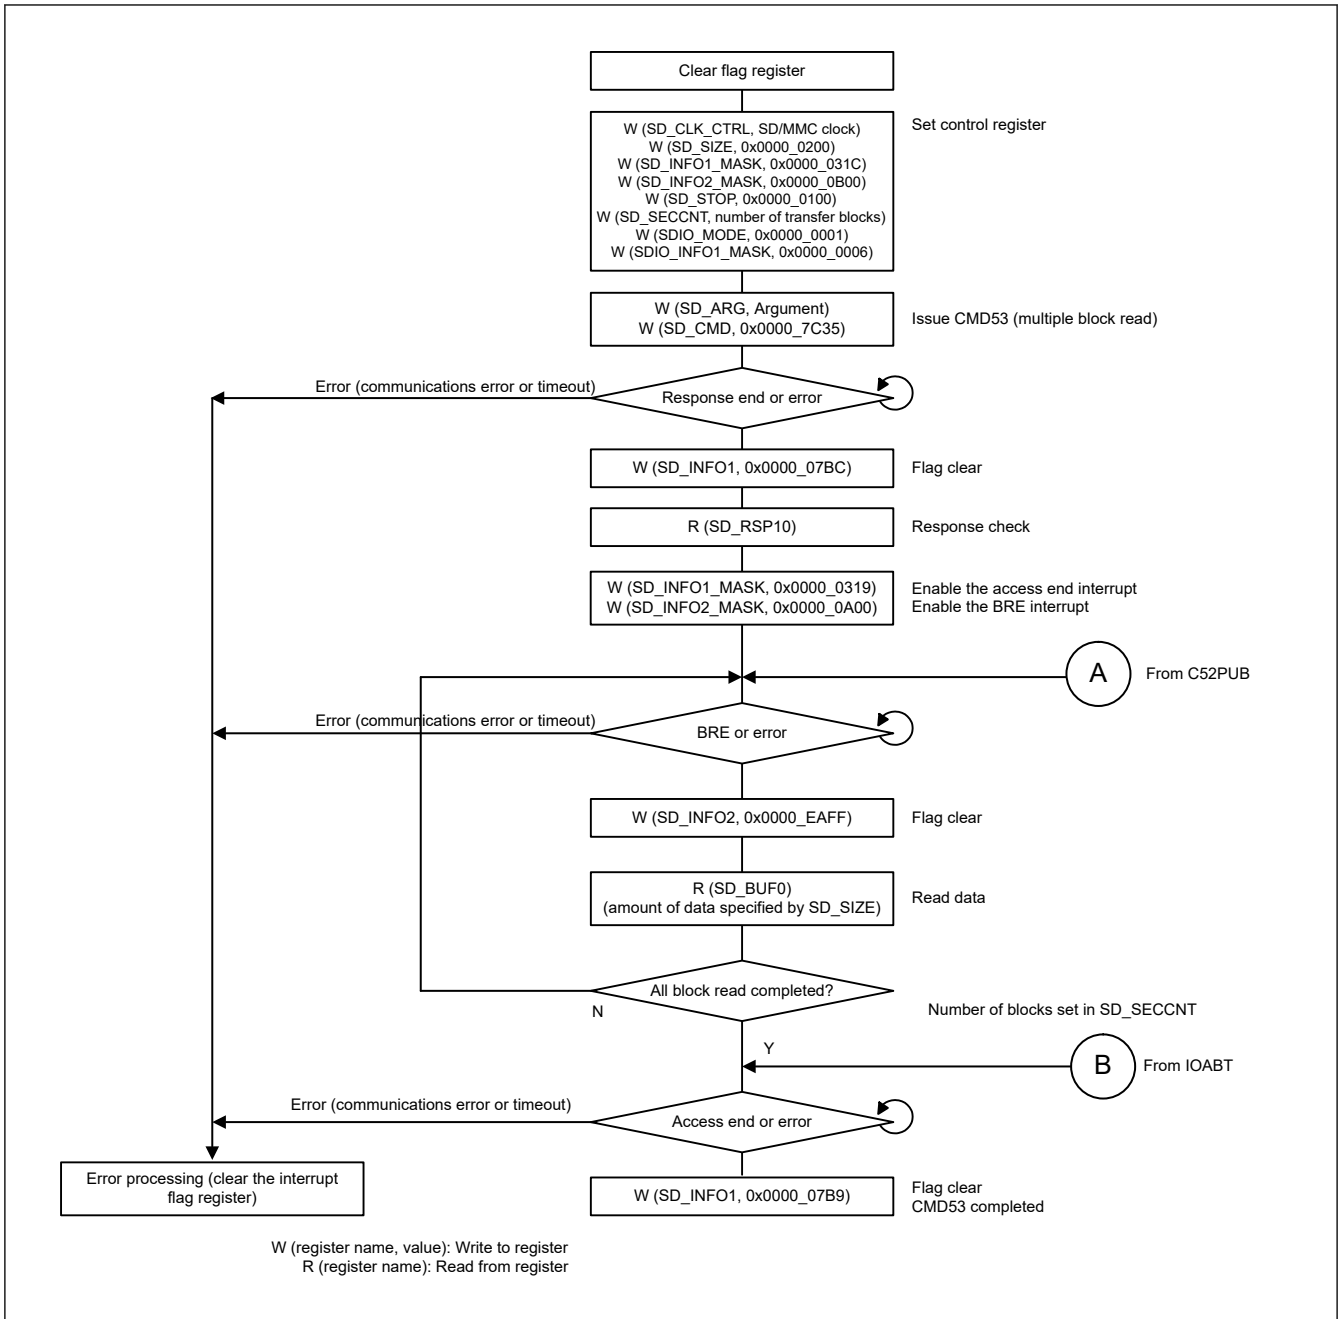 Clear flag register
W (SD_CLK_CTRL, SD/MMC clock)
W (SD_SIZE, 0x0000_0200)
W (SD_INFO1_MASK, 0x0000_031C)
W (SD_INFO2_MASK, 0x0000_0B00)
W (SD_STOP, 0x0000_0100)
W (SD_SECCNT, number of transfer blocks)
W (SDIO_MODE, 0x0000_0001)
W (SDIO_INFO1_MASK, 0x0000_0006)
Set control register
W (SD_ARG, Argument)
W (SD_CMD, 0x0000_7C35)
Issue CMD53 (multiple block read)
Error (communications error or timeout)
Response end or error
W (SD_INFO1, 0x0000_07BC)
Flag clear
R (SD_RSP10)
Response check
W (SD_INFO1_MASK, 0x0000_0319)
W (SD_INFO2_MASK, 0x0000_0A00)
Enable the access end interrupt
Enable the BRE interrupt
A
From C52PUB
Error (communications error or timeout)
BRE or error
W (SD_INFO2, 0x0000_EAFF)
Flag clear
R (SD_BUF0)
(amount of data specified by SD_SIZE)
Read data
All block read completed?
N
Number of blocks set in SD_SECCNT
Y
B
From IOABT
Error (communications error or timeout)
Access end or error
Error processing (clear the interrupt
flag register)
W (SD_INFO1, 0x0000_07B9)
Flag clear
CMD53 completed
W (register name, value): Write to register
R (register name): Read from register